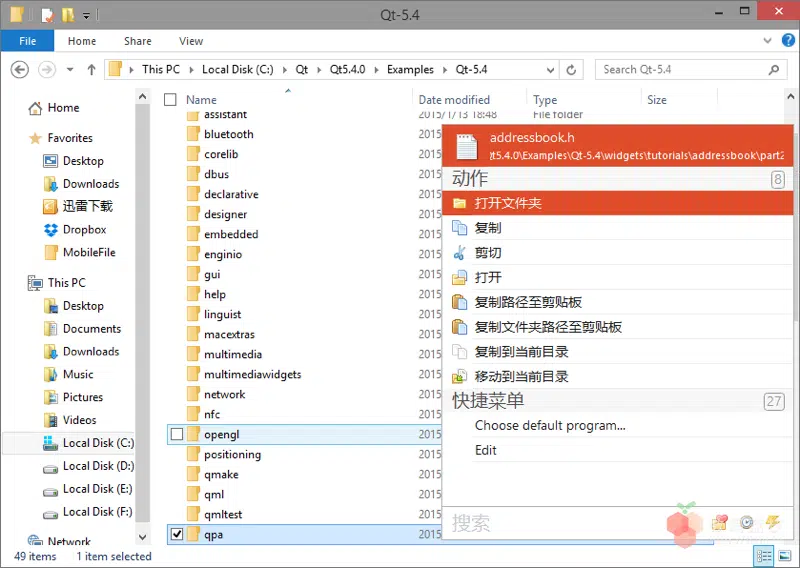 Qt-5.4
File Home Share View
This PC Local Disk (C:) Qt Qt5.4.0 Examples Qt-5.4 Search Qt-5.4
Home
Favorites
Desktop
Downloads
迅雷下载
Dropbox
MobileFile
This PC
Desktop
Documents
Downloads
Music
Pictures
Videos
Local Disk (C:)
Local Disk (D:)
Local Disk (E:)
Local Disk (F:)
Network
Name Date modified Type Size
assistant 2015/1/13 18:48 File folder
bluetooth 2015
corelib 2015
dbus 2015
declarative 2015
designer 2015
embedded 2015
enginio 2015
gui 2015
help 2015
linguist 2015
macextras 2015
multimedia 2015
multimediawidgets 2015
network 2015
nfc 2015
opengl 2015
positioning 2015
qmake 2015
qml 2015
qmltest 2015
qpa 2015
addressbook.h
t5.4.0\Examples\Qt-5.4\widgets\tutorials\addressbook\part2
动作 8
打开文件夹
复制
剪切
打开
复制路径至剪贴板
复制文件夹路径至剪贴板
复制到当前目录
移动到当前目录
快捷菜单 27
Choose default program...
Edit
搜索
49 items 1 item selected